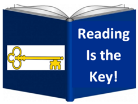 Reading
Is the
Key!